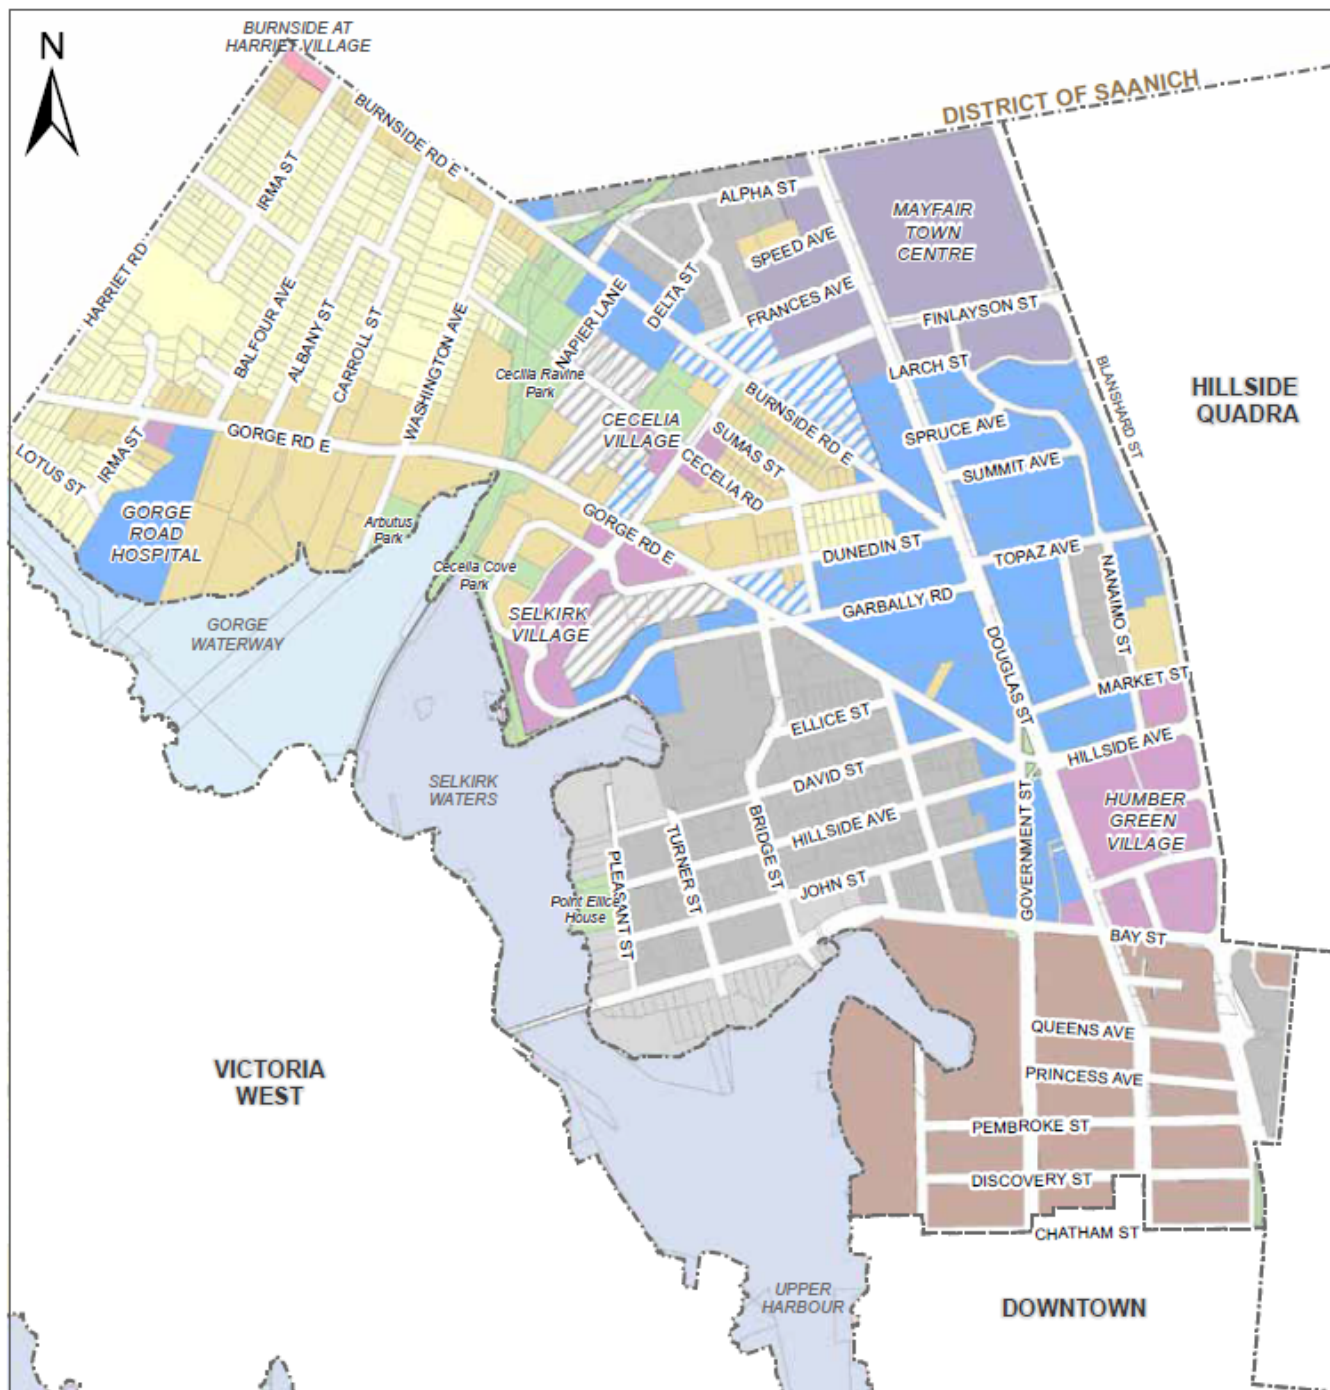 BURNSIDE AT
HARRIET VILLAGE
N
DISTRICT OF SAANICH
BURNSIDE RD E
IRMA ST
ALPHA ST
MAYFAIR
TOWN
CENTRE
SPEED AVE
HARRIET RD
DELTA ST
FRANCES AVE
FINLAYSON ST
BALFOUR AVE
ALBANY ST
CARROLL ST
WASHINGTON AVE
NAPIER LANE
LARCH ST
BLANSHARD ST
HILLSIDE
QUADRA
Cecilia Ravine
Park
CECELIA
VILLAGE
BURNSIDE RD E
SPRUCE AVE
SUMAS ST
SUMMIT AVE
GORGE RD E
IRMA ST
LOTUS ST
CECELIA RD
GORGE
ROAD
HOSPITAL
Arbutus
Park
GORGE RD E
DUNEDIN ST
TOPAZ AVE
Cecelia Cove
Park
NANAIMO ST
GARBALLY RD
SELKIRK
VILLAGE
GORGE
WATERWAY
DOUGLAS ST
MARKET ST
ELLICE ST
HILLSIDE AVE
SELKIRK
WATERS
DAVID ST
HUMBER
GREEN
VILLAGE
HILLSIDE AVE
BRIDGE ST
TURNER ST
PLEASANT ST
GOVERNMENT ST
JOHN ST
Point Ellice
House
BAY ST
QUEENS AVE
VICTORIA
WEST
PRINCESS AVE
PEMBROKE ST
DISCOVERY ST
CHATHAM ST
UPPER
HARBOUR
DOWNTOWN